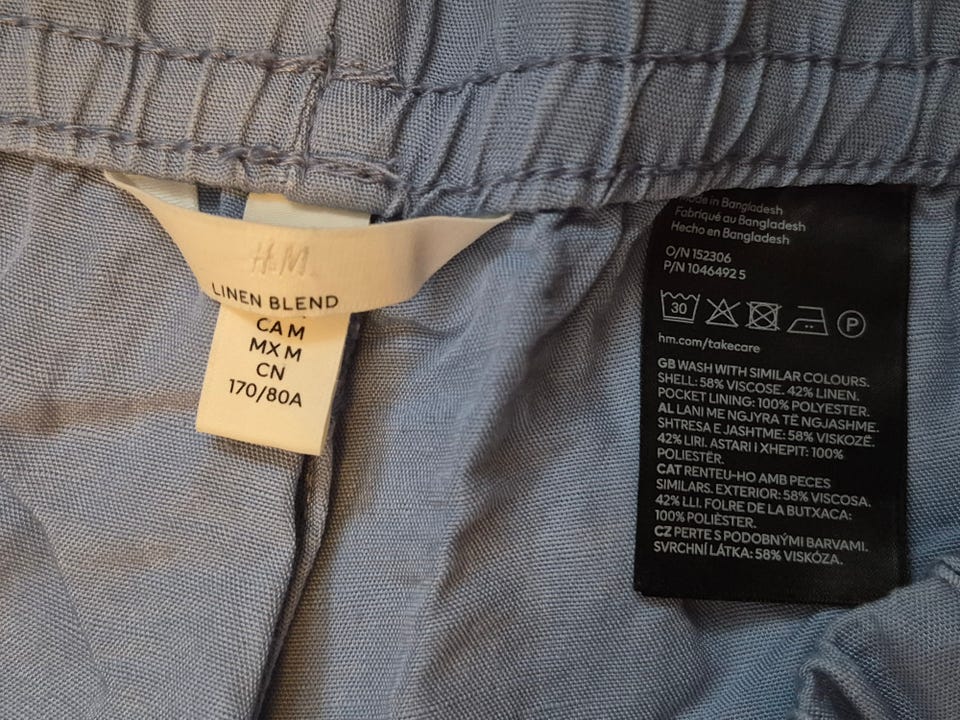 H&M
LINEN BLEND
CA M
MX M
CN
170/80A
in Bangladesh
Fabriqué au Bangladesh
Hecho en Bangladesh
O/N 152306
P/N 1046492 5
30
P
hm.com/takecare
GB WASH WITH SIMILAR COLOURS.
SHELL: 58% VISCOSE. 42% LINEN.
POCKET LINING: 100% POLYESTER.
AL LANI ME NGJYRA TË NGJASHME.
SHTRESA E JASHTME: 58% VISKOZË.
42% LIRI. ASTARI I XHEPIT: 100%
POLIESTËR.
CAT RENTEU-HO AMB PECES
SIMILARS. EXTERIOR: 58% VISCOSA.
42% LLI. FOLRE DE LA BUTXACA:
100% POLIÈSTER.
CZ PERTE S PODOBNÝMI BARVAMI.
SVRCHNÍ LÁTKA: 58% VISKÓZA.